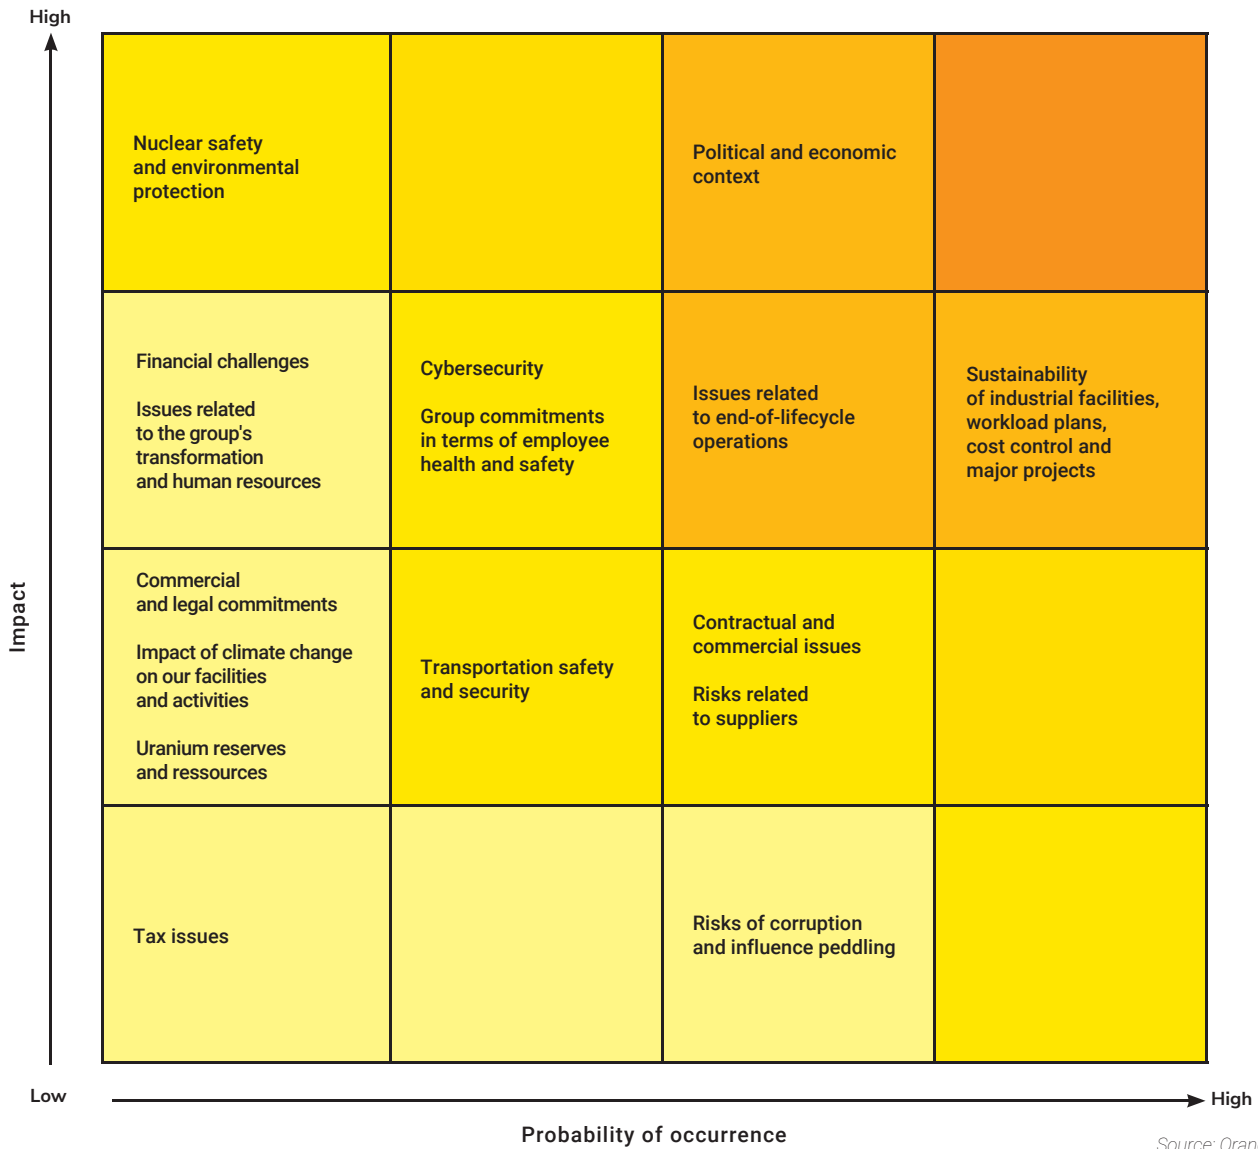 High
Nuclear safety
and environmental
protection
Political and economic
context
Financial challenges
Issues related
to the group's
transformation
and human resources
Cybersecurity
Group commitments
in terms of employee
health and safety
Issues related
to end-of-lifecycle
operations
Sustainability
of industrial facilities,
workload plans,
cost control and
major projects
Impact
Commercial
and legal commitments
Impact of climate change
on our facilities
and activities
Uranium reserves
and ressources
Transportation safety
and security
Contractual and
commercial issues
Risks related
to suppliers
Tax issues
Risks of corruption
and influence peddling
Low
High
Probability of occurrence
Source: